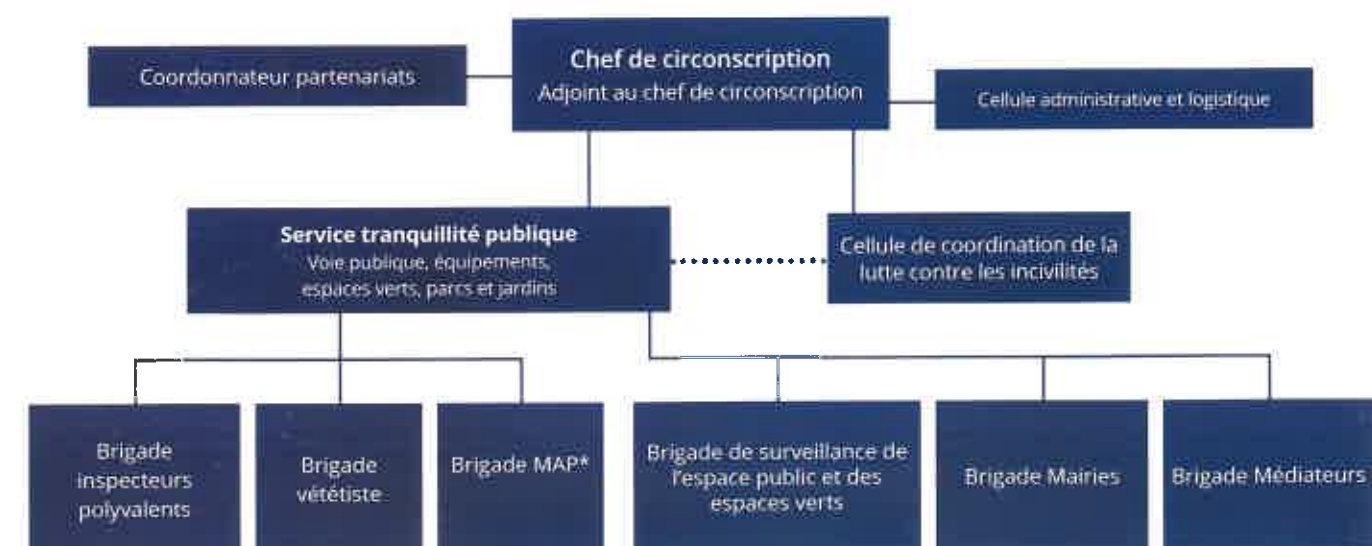 Coordonnateur partenariats
Chef de circonscription
Adjoint au chef de circonscription
Cellule administrative et logistique
Service tranquillité publique
Voie publique, équipements,
espaces verts, parcs et jardins
Cellule de coordination de la
lutte contre les incivilités
Brigade
inspecteurs
polyvalents
Brigade
vététiste
Brigade MAP*
Brigade de surveillance de
l'espace public et des
espaces verts
Brigade Mairies
Brigade Médiateurs